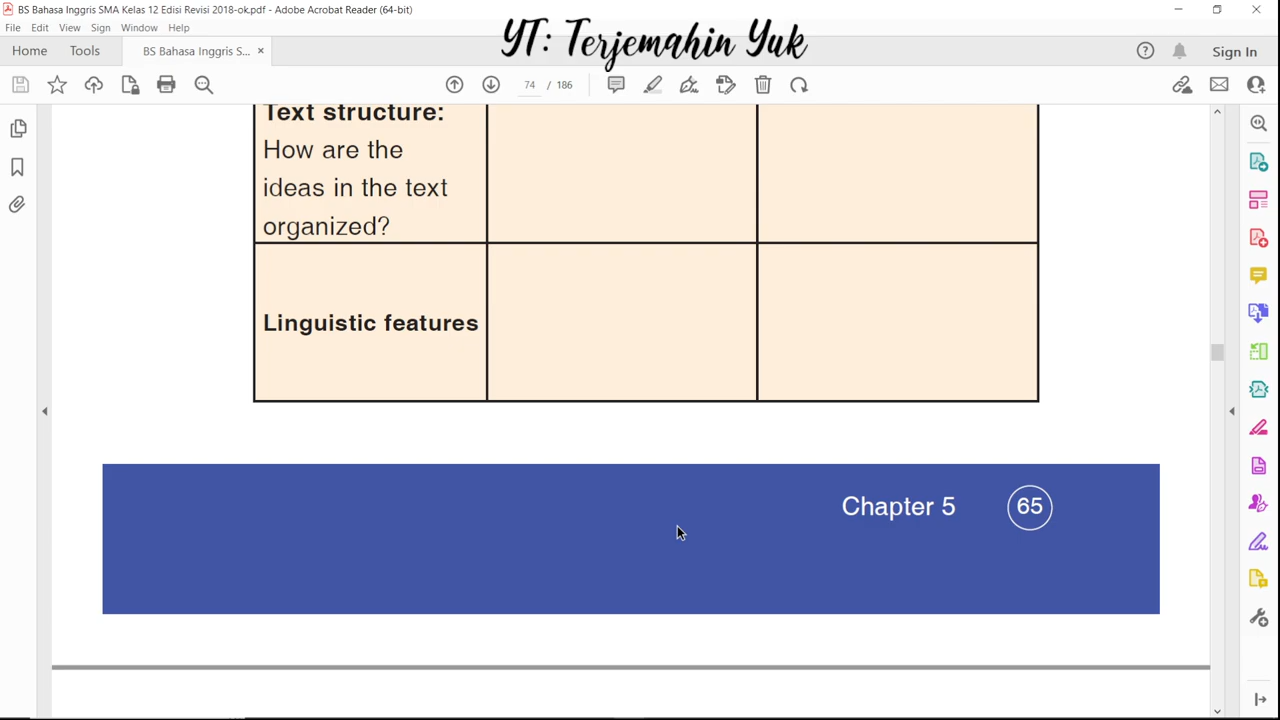 BS Bahasa Inggris SMA Kelas 12 Edisi Revisi 2018-ok.pdf - Adobe Acrobat Reader (64-bit)
File Edit View Sign Window Help
YT: Terjemahin Yuk
Home Tools BS Bahasa Inggris S... × Sign In
74 / 186
Text structure:
How are the
ideas in the text
organized?
Linguistic features
Chapter 5 65